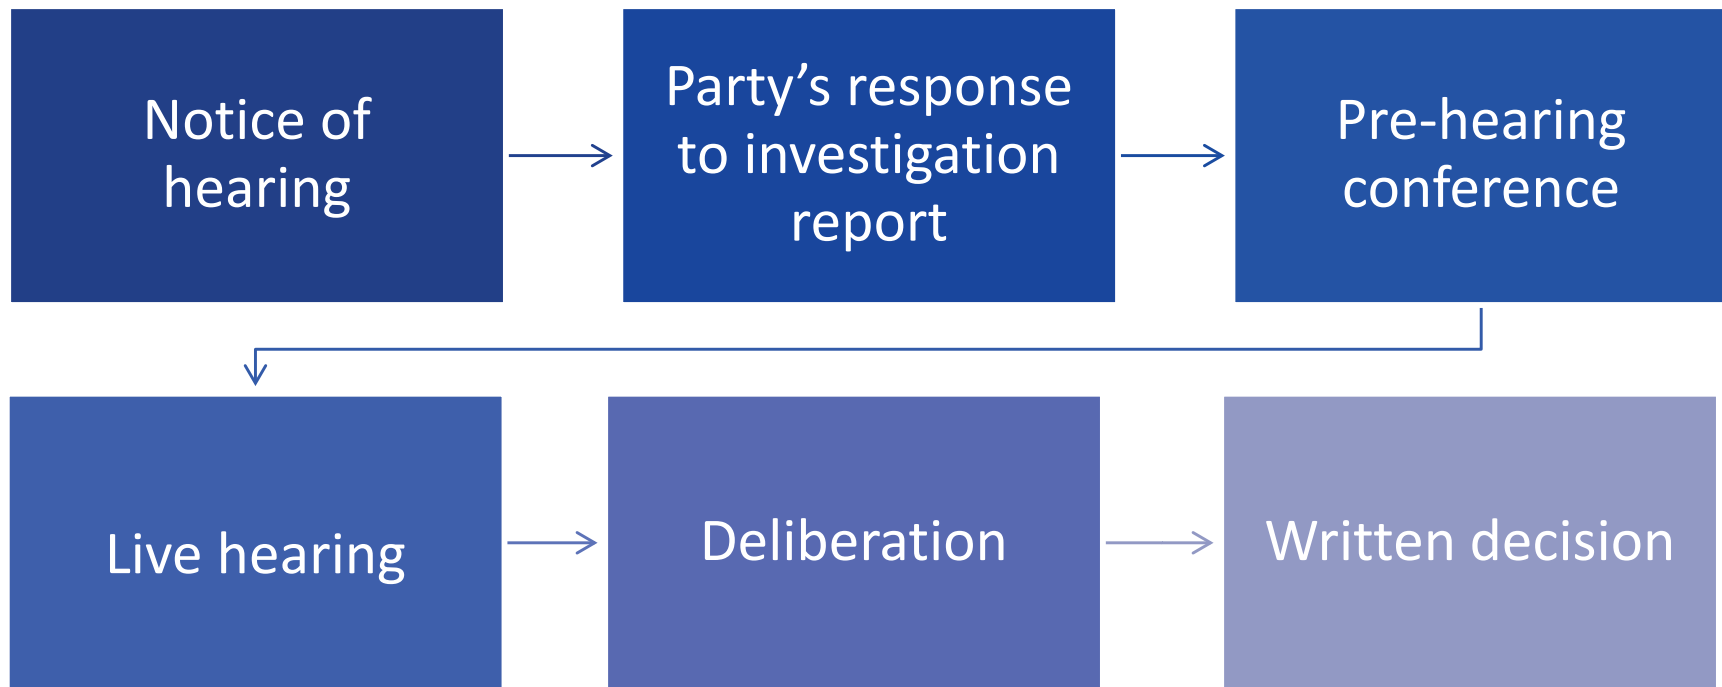 Notice of
hearing
Party’s response
to investigation
report
Pre-hearing
conference
Live hearing
Deliberation
Written decision